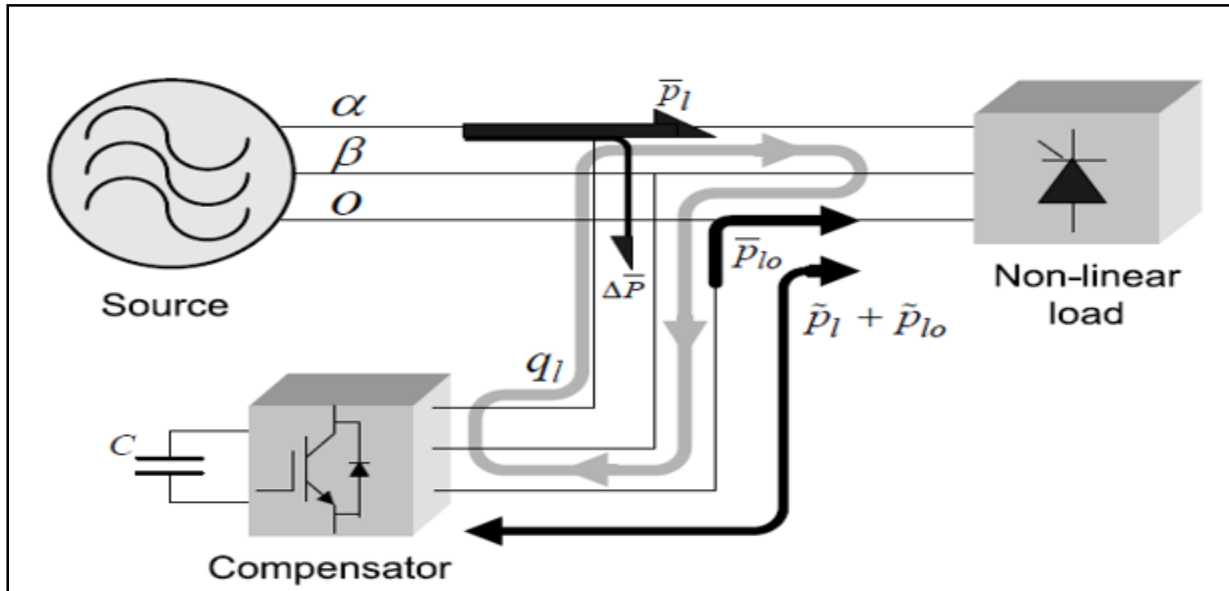 α
p̅ₗ
β
o
Source
ΔP̅
p̅ₗₒ
Non-linear
load
p̃ₗ + p̃ₗₒ
qₗ
C
Compensator